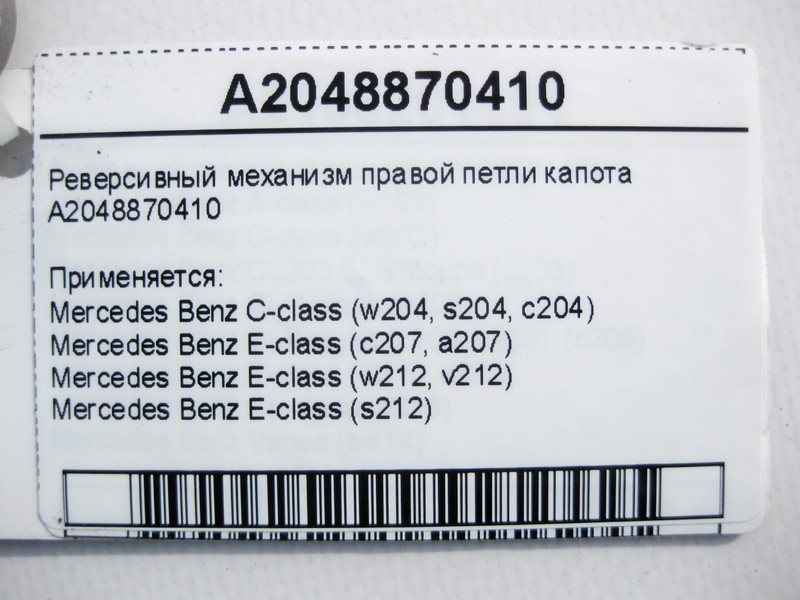 A2048870410
Реверсивный механизм правой петли капота
A2048870410
Применяется:
Mercedes Benz C-class (w204, s204, c204)
Mercedes Benz E-class (c207, a207)
Mercedes Benz E-class (w212, v212)
Mercedes Benz E-class (s212)